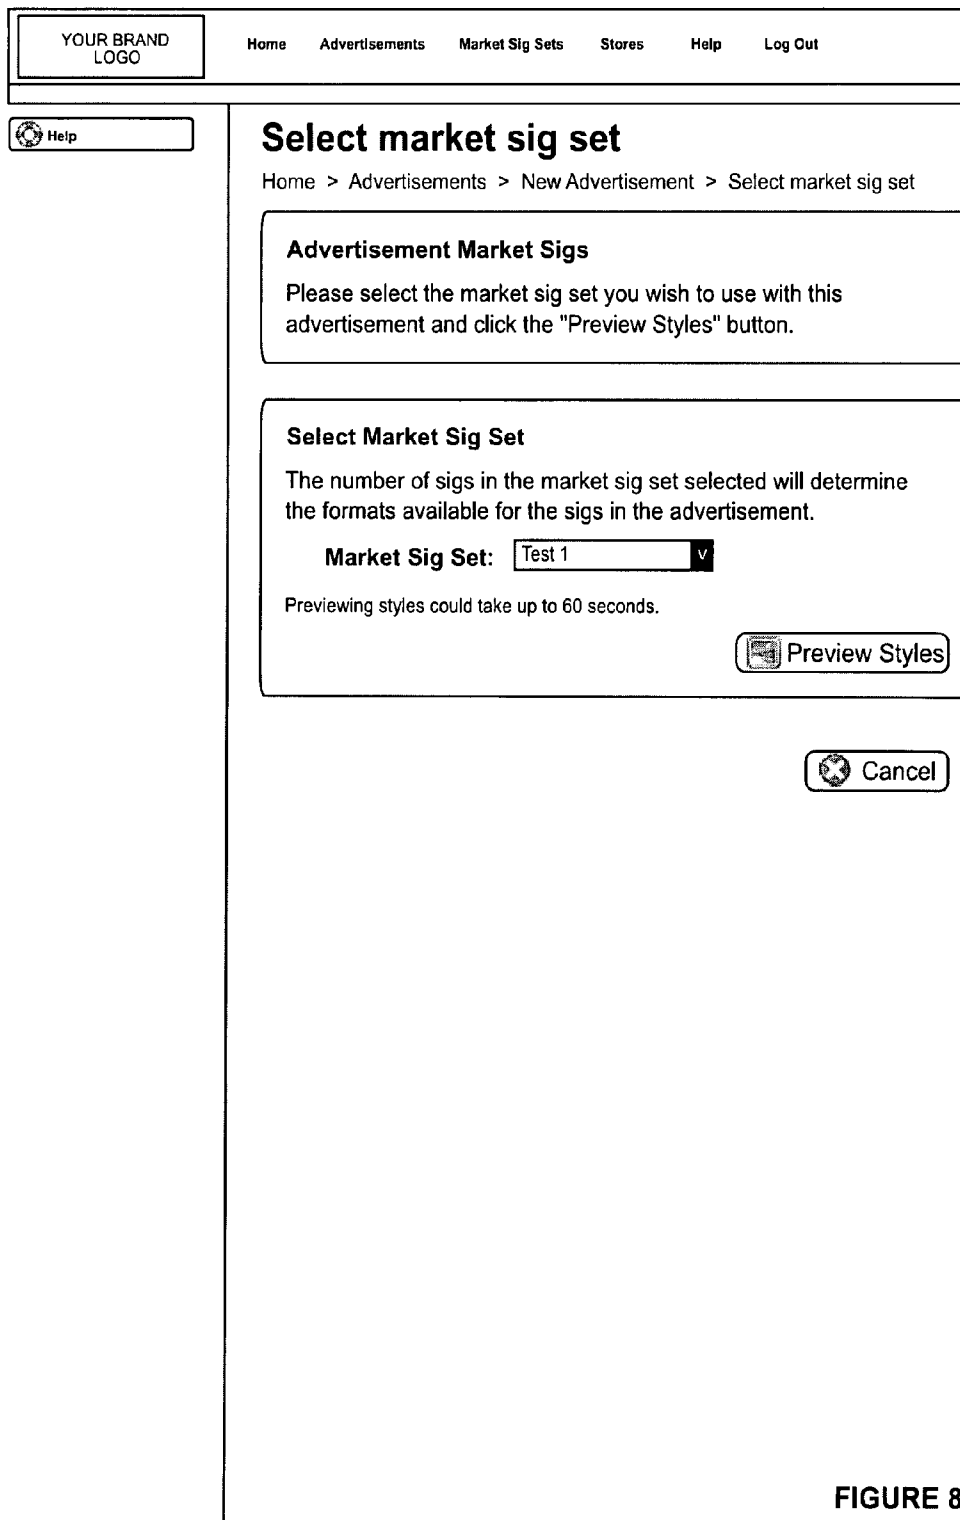 YOUR BRAND
LOGO
Home Advertisements Market Sig Sets Stores Help Log Out
Help
Select market sig set
Home > Advertisements > New Advertisement > Select market sig set
Advertisement Market Sigs
Please select the market sig set you wish to use with this
advertisement and click the "Preview Styles" button.
Select Market Sig Set
The number of sigs in the market sig set selected will determine
the formats available for the sigs in the advertisement.
Market Sig Set: Test 1 v
Previewing styles could take up to 60 seconds.
Preview Styles
Cancel
FIGURE 8